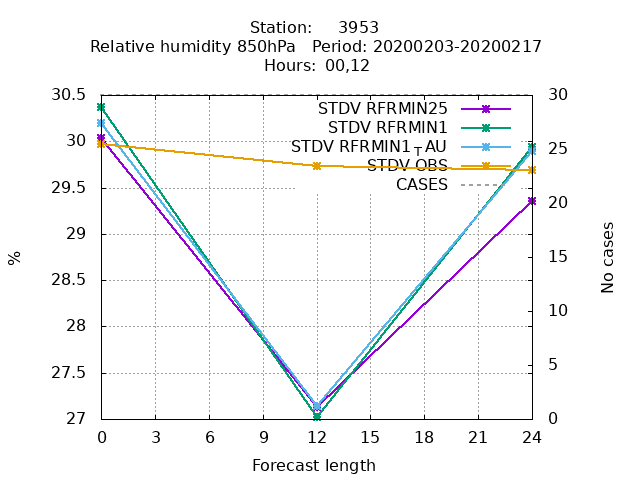 Station: 3953
Relative humidity 850hPa Period: 20200203-20200217
Hours: 00,12
30.5
30
29.5
29
28.5
28
27.5
27
%
STDV RFRMIN25
STDV RFRMIN1
STDV RFRMIN1TAU
STDV OBS
CASES
30
25
20
15
10
5
0
No cases
0 3 6 9 12 15 18 21 24
Forecast length